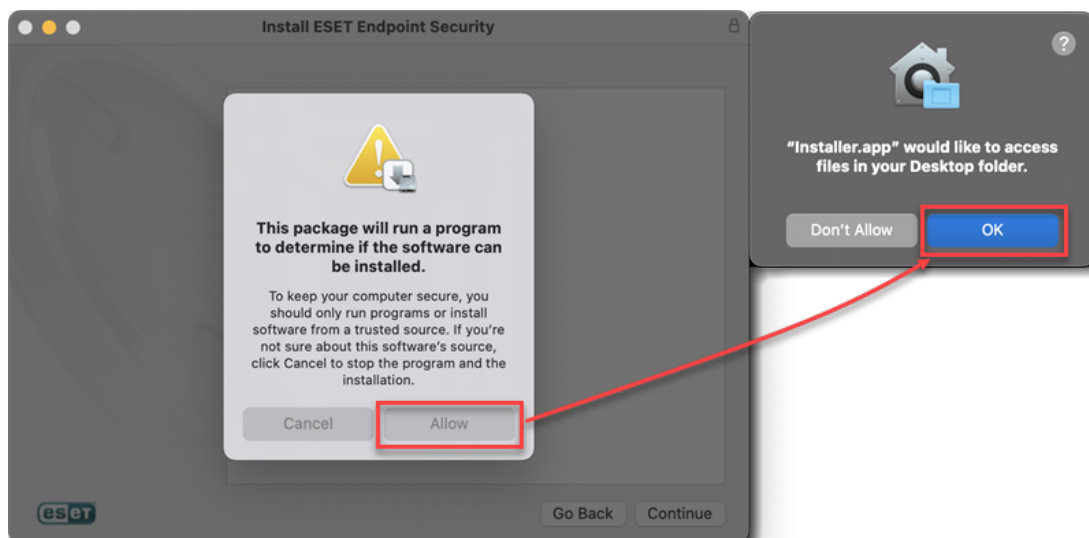 Install ESET Endpoint Security
This package will run a program
to determine if the software can
be installed.
To keep your computer secure, you
should only run programs or install
software from a trusted source. If you're
not sure about this software's source,
click Cancel to stop the program and the
installation.
Cancel
Allow
eseT
Go Back
Continue
?
"Installer.app" would like to access
files in your Desktop folder.
Don't Allow
OK